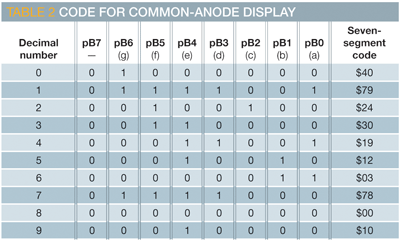 TABLE 2 CODE FOR COMMON-ANODE DISPLAY
Decimal number pB7 — pB6 (g) pB5 (f) pB4 (e) pB3 (d) pB2 (c) pB1 (b) pB0 (a) Seven-segment code
0 0 1 0 0 0 0 0 0 $40
1 0 1 1 1 1 0 0 1 $79
2 0 0 1 0 0 1 0 0 $24
3 0 0 1 1 0 0 0 0 $30
4 0 0 0 1 1 0 0 1 $19
5 0 0 0 1 0 0 1 0 $12
6 0 0 0 0 0 0 1 1 $03
7 0 1 1 1 1 0 0 0 $78
8 0 0 0 0 0 0 0 0 $00
9 0 0 0 1 0 0 0 0 $10